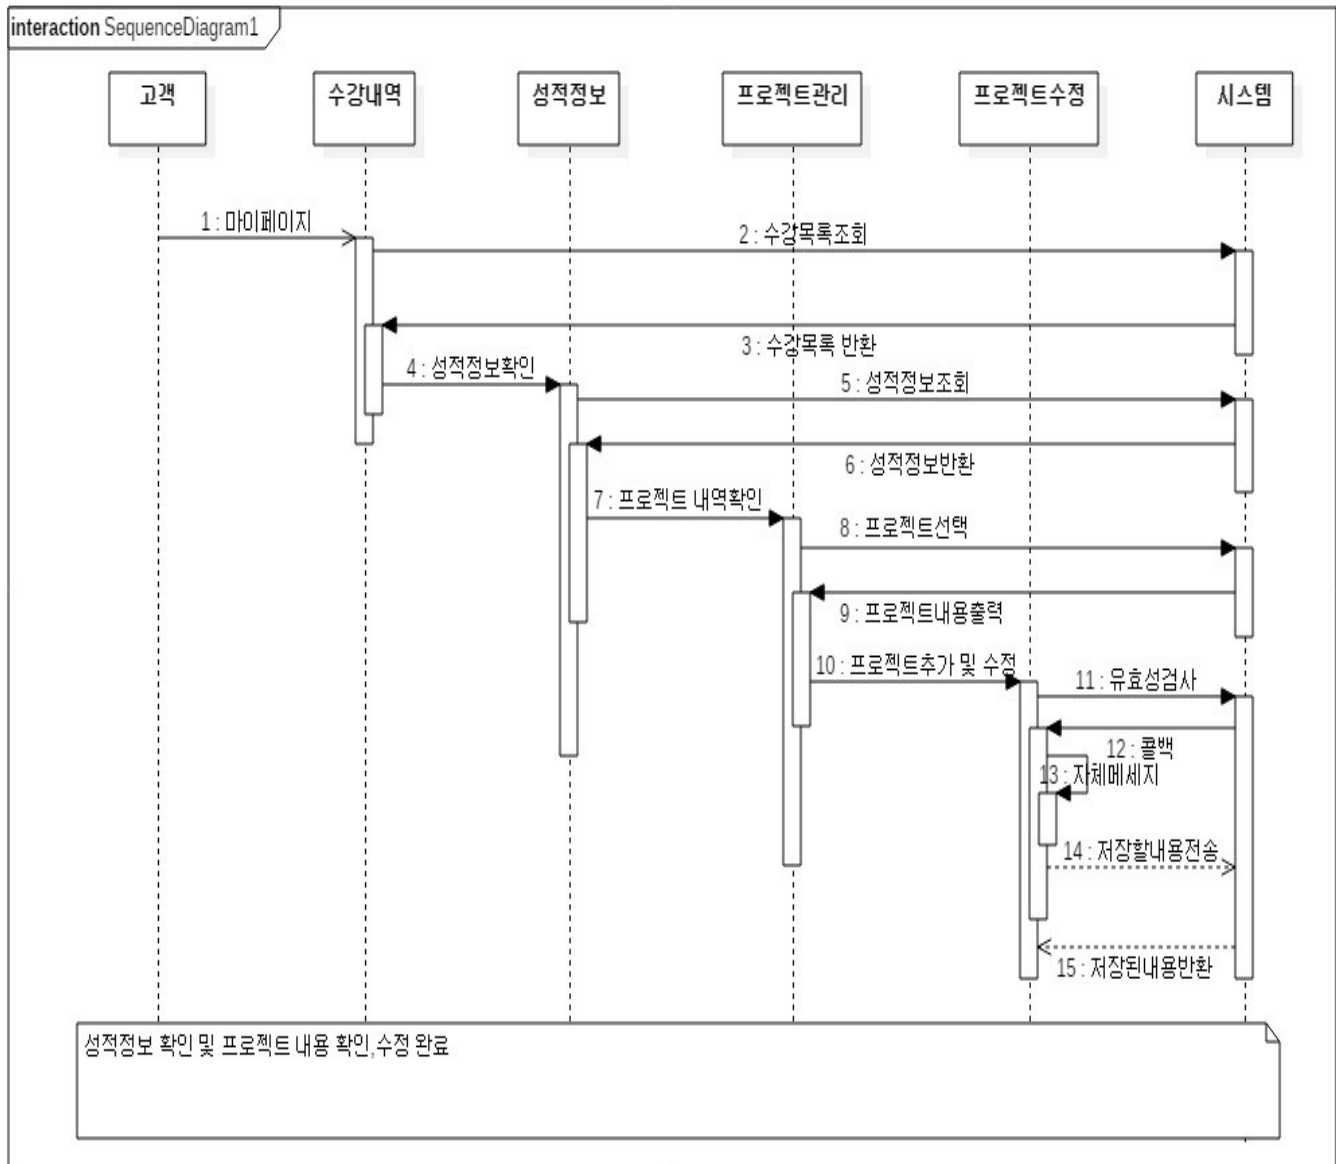 interaction SequenceDiagram1
고객
수강내역
성적정보
프로젝트관리
프로젝트수정
시스템
1 : 마이페이지
2 : 수강목록조회
3 : 수강목록 반환
4 : 성적정보확인
5 : 성적정보조회
6 : 성적정보반환
7 : 프로젝트 내역확인
8 : 프로젝트선택
9 : 프로젝트내용출력
10 : 프로젝트추가 및 수정
11 : 유효성검사
12 : 콜백
13 : 자체메세지
14 : 저장할내용전송
15 : 저장된내용반환
성적정보 확인 및 프로젝트 내용 확인,수정 완료